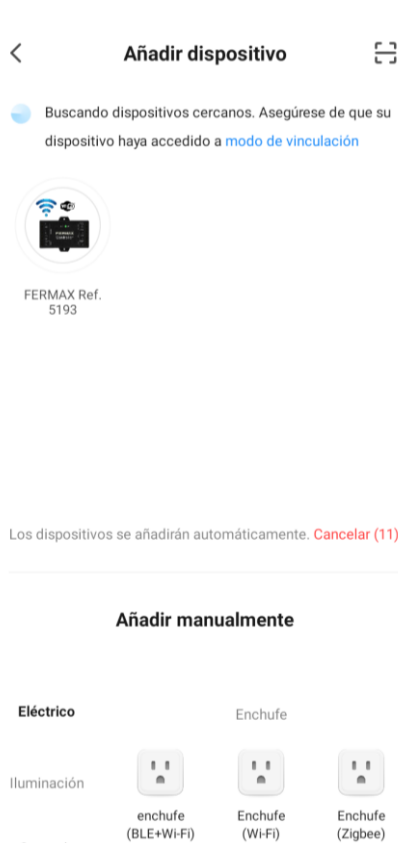 Añadir dispositivo
Buscando dispositivos cercanos. Asegúrese de que su
dispositivo haya accedido a modo de vinculación
FERMAX
FERMAX Ref.
5193
Los dispositivos se añadirán automáticamente. Cancelar (11)
Añadir manualmente
Eléctrico
Enchufe
Iluminación
enchufe
(BLE+Wi-Fi)
Enchufe
(Wi-Fi)
Enchufe
(Zigbee)